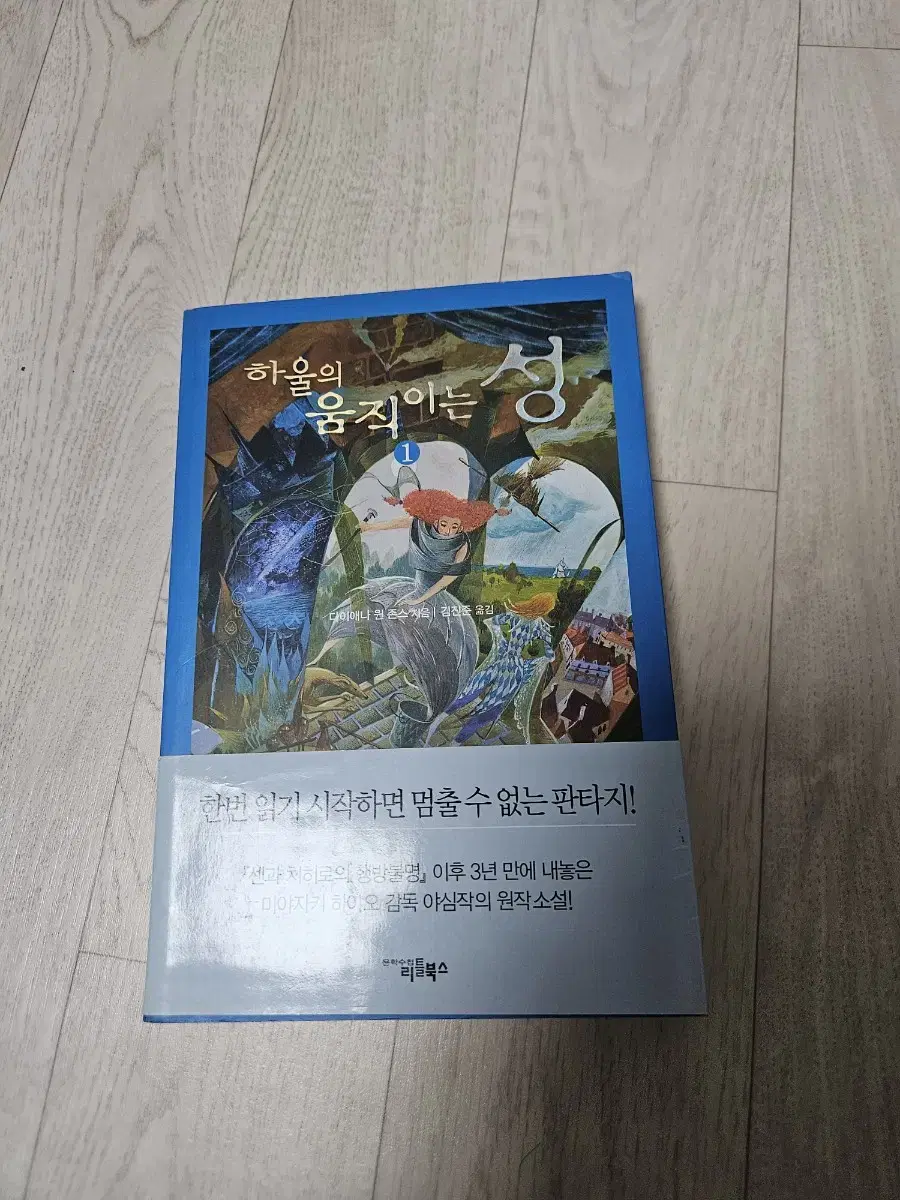 하울의
움직이는 성
1
다이애나 윈 존스 지음 | 김진준 옮김
한번 읽기 시작하면 멈출 수 없는 판타지!
『센과 치히로의 행방불명』 이후 3년 만에 내놓은
미야자키 하야오 감독 야심작의 원작 소설!
문학수첩
리틀북스